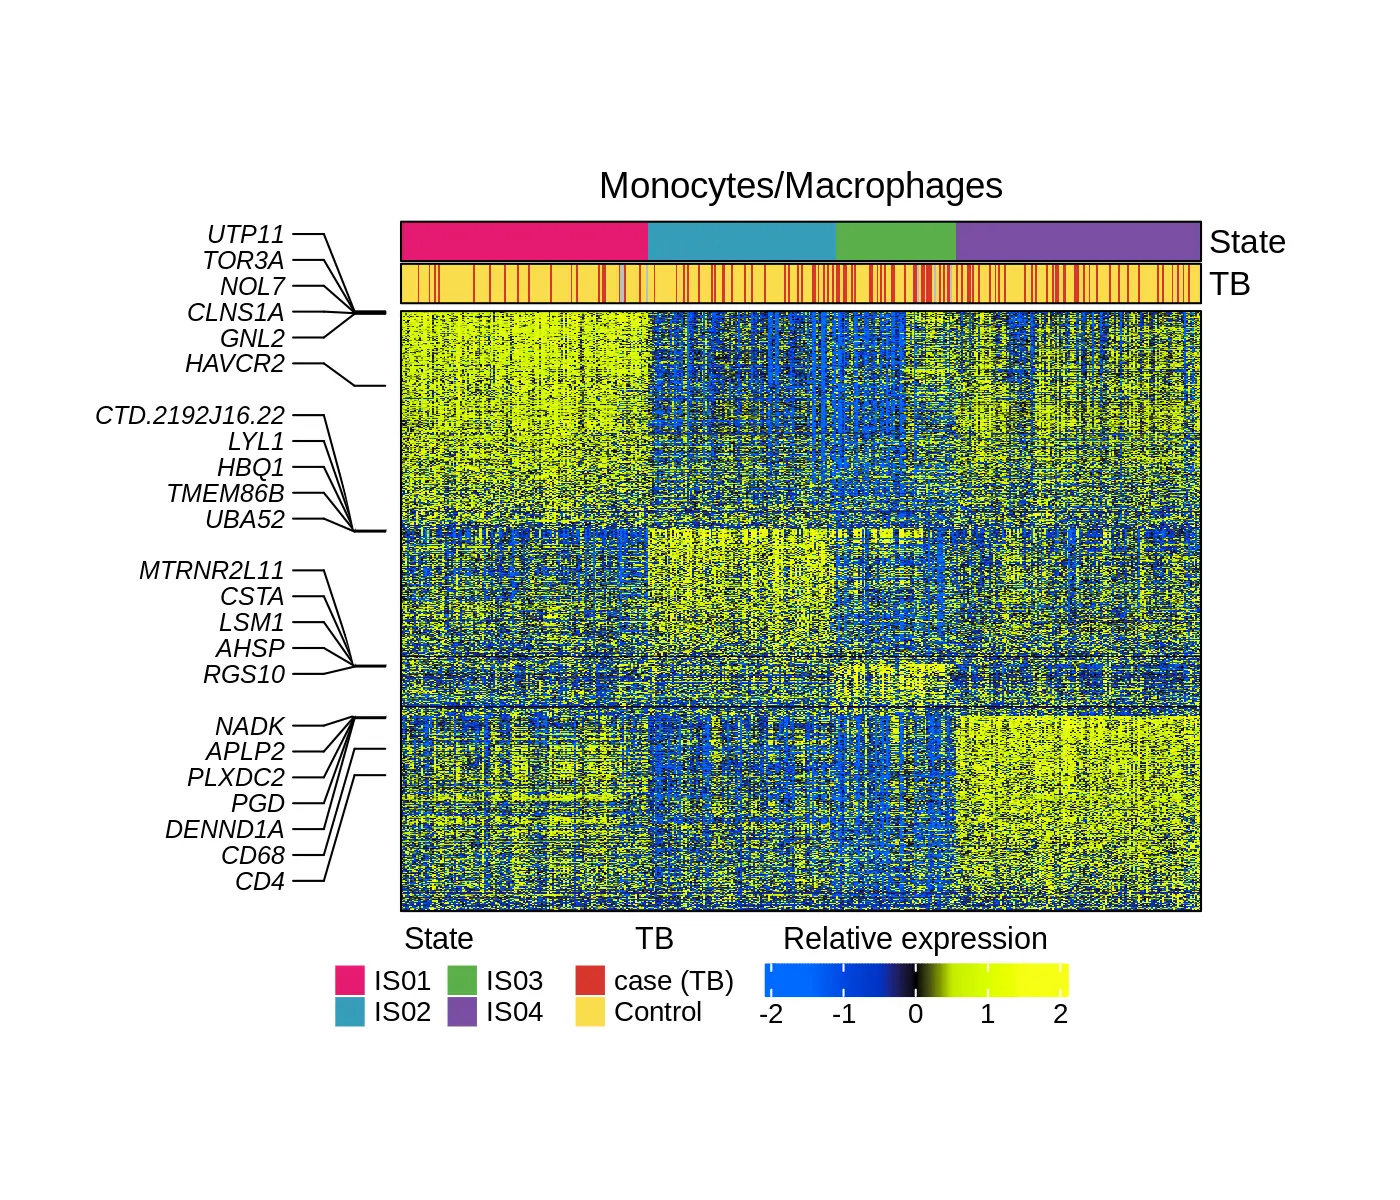 Monocytes/Macrophages
State
TB
UTP11
TOR3A
NOL7
CLNS1A
GNL2
HAVCR2
CTD.2192J16.22
LYL1
HBQ1
TMEM86B
UBA52
MTRNR2L11
CSTA
LSM1
AHSP
RGS10
NADK
APLP2
PLXDC2
PGD
DENND1A
CD68
CD4
State TB Relative expression
IS01 IS03 case (TB)
IS02 IS04 Control
-2 -1 0 1 2